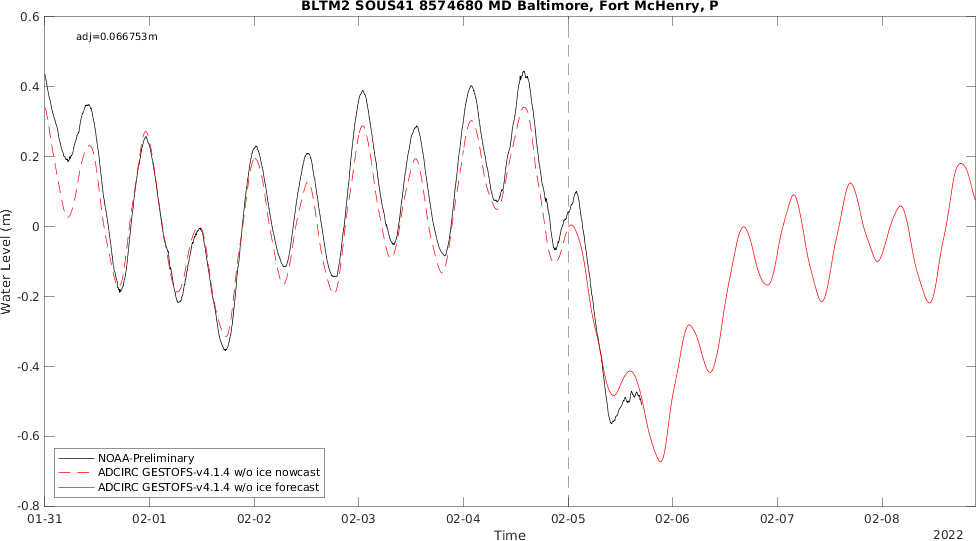 BLTM2 SOUS41 8574680 MD Baltimore, Fort McHenry, P
adj=0.066753m
0.6
0.4
0.2
0
-0.2
-0.4
-0.6
-0.8
Water Level (m)
NOAA-Preliminary
ADCIRC GESTOFS-v4.1.4 w/o ice nowcast
ADCIRC GESTOFS-v4.1.4 w/o ice forecast
01-31 02-01 02-02 02-03 02-04 02-05 02-06 02-07 02-08
Time
2022